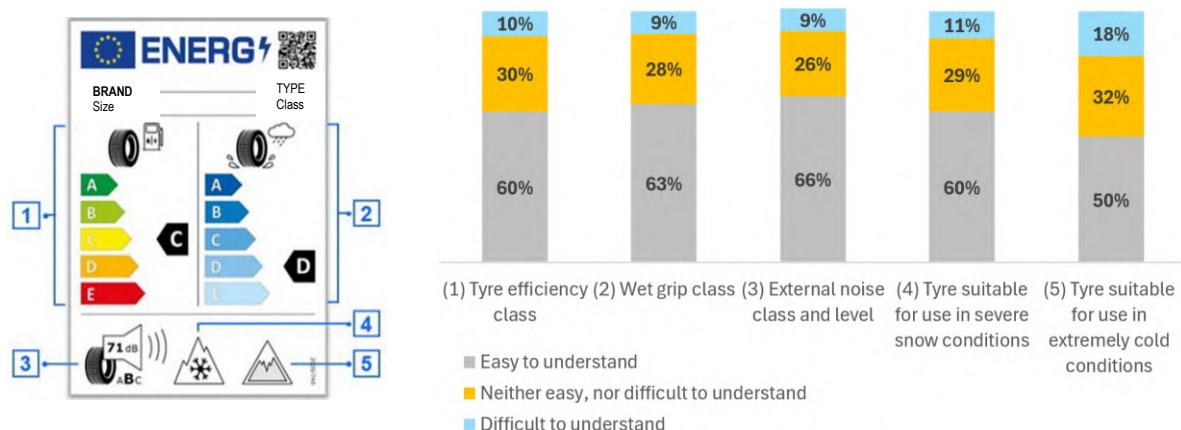 ENERG
BRAND
Size
TYPE
Class
A
B
C
D
E
C
A
B
C
D
E
D
1
2
4
71 dB
ABC
3
5
10%
9%
9%
11%
18%
30%
28%
26%
29%
32%
60%
63%
66%
60%
50%
(1) Tyre efficiency
class
(2) Wet grip class
(3) External noise
class and level
(4) Tyre suitable
for use in severe
snow conditions
(5) Tyre suitable
for use in
extremely cold
conditions
Easy to understand
Neither easy, nor difficult to understand
Difficult to understand